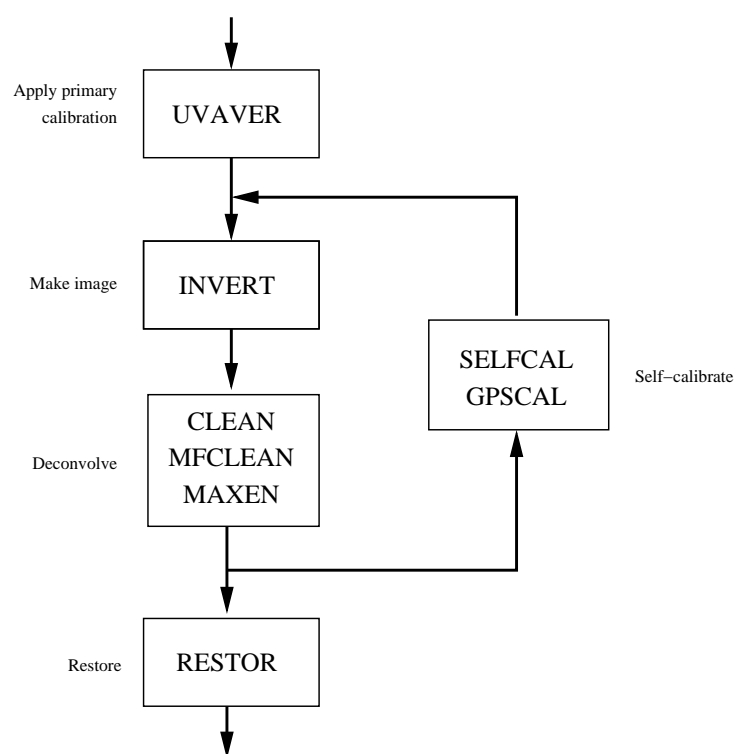 Apply primary
calibration
UVAVER
Make image
INVERT
SELFCAL
GPSCAL
Self−calibrate
Deconvolve
CLEAN
MFCLEAN
MAXEN
Restore
RESTOR